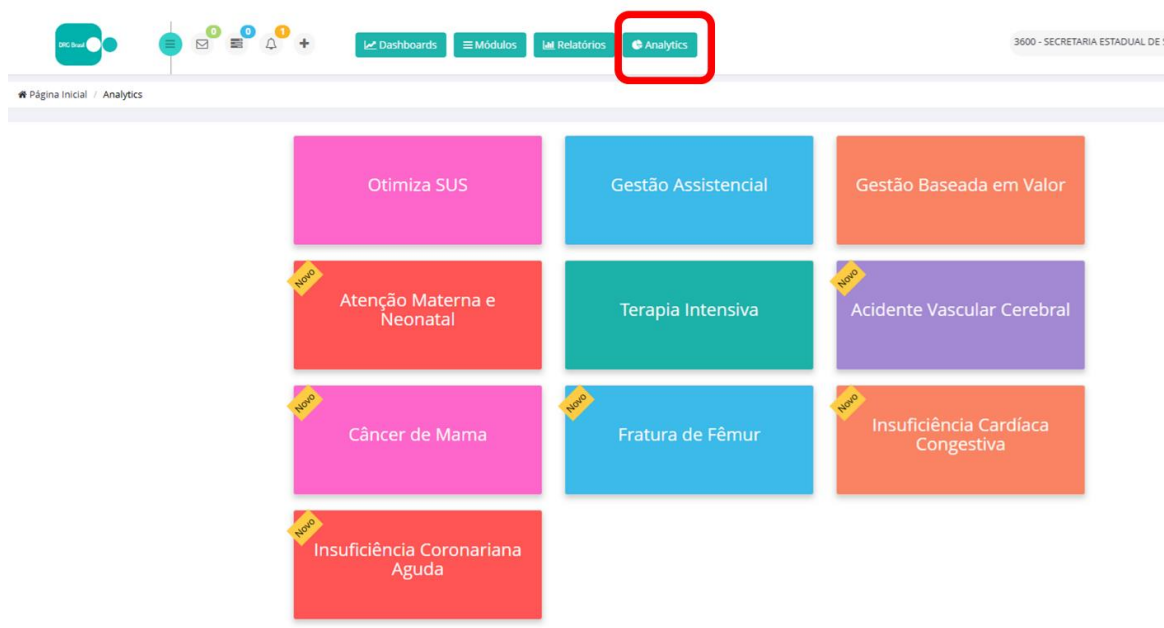 DRG Brasil
0
0
1
Dashboards
Módulos
Relatórios
Analytics
3600 - SECRETARIA ESTADUAL DE
Página Inicial / Analytics
Otimiza SUS
Gestão Assistencial
Gestão Baseada em Valor
Novo
Atenção Materna e
Neonatal
Terapia Intensiva
Novo
Acidente Vascular Cerebral
Novo
Câncer de Mama
Novo
Fratura de Fêmur
Novo
Insuficiência Cardíaca
Congestiva
Novo
Insuficiência Coronariana
Aguda